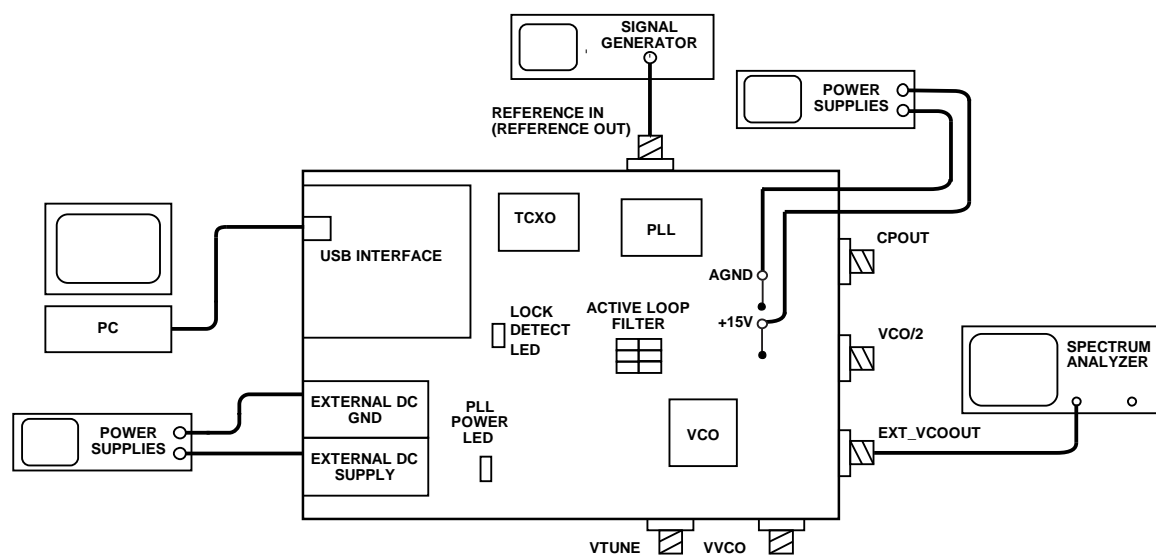 SIGNAL
GENERATOR
POWER
SUPPLIES
REFERENCE IN
(REFERENCE OUT)
TCXO
PLL
CPOUT
USB INTERFACE
AGND
PC
LOCK
DETECT
LED
ACTIVE LOOP
FILTER
+15V
VCO/2
SPECTRUM
ANALYZER
EXTERNAL DC
GND
PLL
POWER
LED
VCO
EXT_VCOOUT
POWER
SUPPLIES
EXTERNAL DC
SUPPLY
VTUNE
VVCO